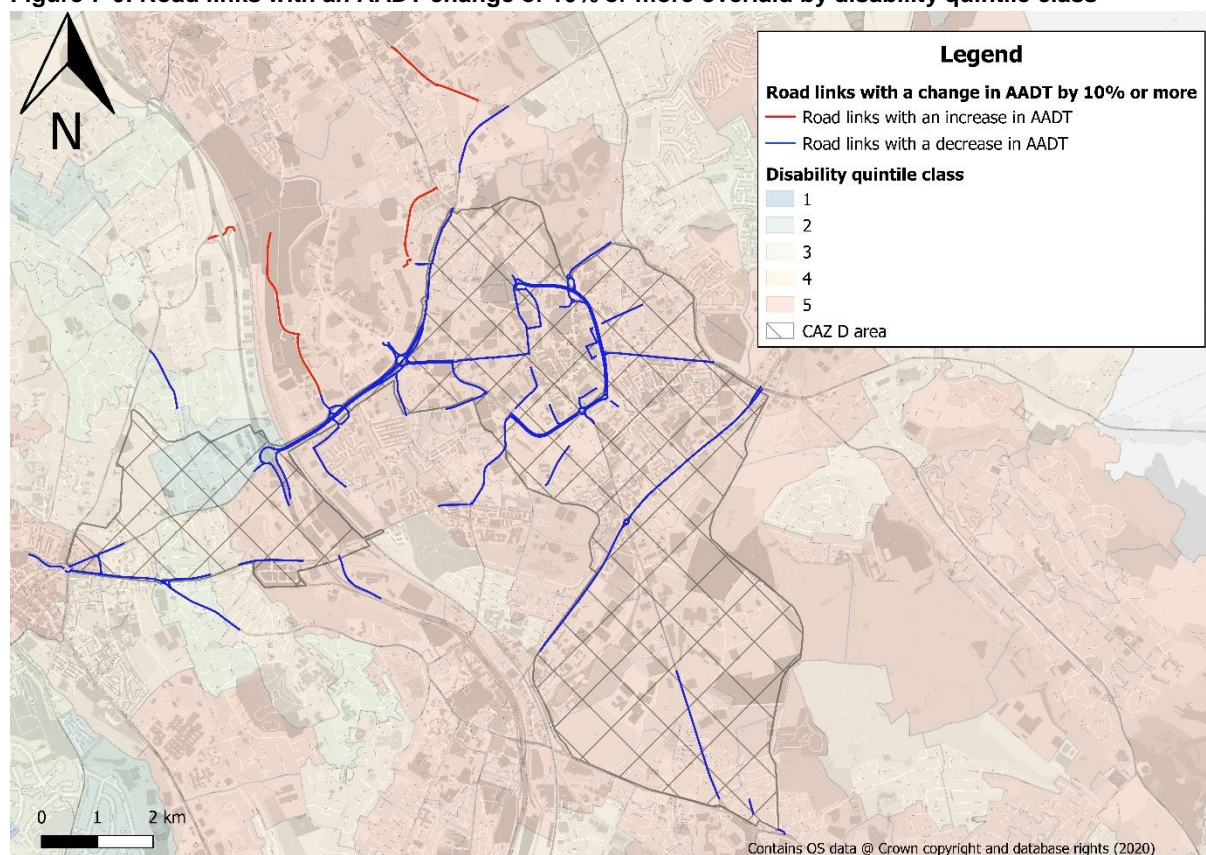 Figure Road links with an AADT change of 10% or more overlaid by disability quintile class
N
Legend
Road links with a change in AADT by 10% or more
Road links with an increase in AADT
Road links with a decrease in AADT
Disability quintile class
1
2
3
4
5
CAZ D area
0 1 2 km
Contains OS data @ Crown copyright and database rights (2020)